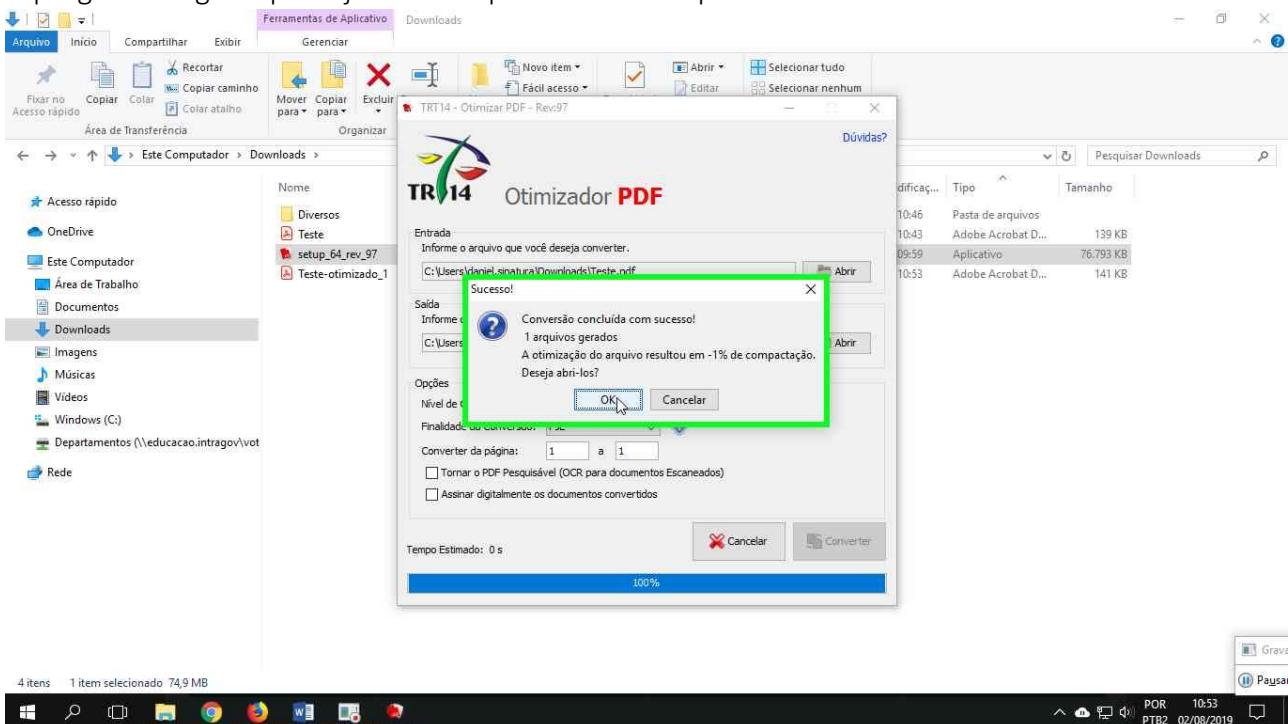 Ferramentas de Aplicativo
Downloads
Arquivo
Início
Compartilhar
Exibir
Gerenciar
Fixar no
Acesso rápido
Copiar
Colar
Recortar
Copiar caminho
Colar atalho
Área de Transferência
Mover
para
Copiar
para
Excluir
Organizar
Novo item
Fácil acesso
Abrir
Editar
Selecionar tudo
Selecionar nenhum
Este Computador > Downloads >
Pesquisar Downloads
Acesso rápido
OneDrive
Este Computador
Área de Trabalho
Documentos
Downloads
Imagens
Músicas
Vídeos
Windows (C:)
Departamentos (\\educacao.intragov\vot
Rede
Nome
dificaç...
Tipo
Tamanho
Diversos
10:46
Pasta de arquivos
Teste
10:43
Adobe Acrobat D...
139 KB
setup_64_rev_97
09:59
Aplicativo
76.793 KB
Teste-otimizado_1
10:53
Adobe Acrobat D...
141 KB
TRT14 - Otimizar PDF - Rev:97
Dúvidas?
TRT14
Otimizador PDF
Entrada
Informe o arquivo que você deseja converter.
C:\Users\daniel.sinatura\Downloads\Teste.pdf
Abrir
Saída
Informe
C:\Users
Abrir
Sucesso!
Conversão concluída com sucesso!
1 arquivos gerados
A otimização do arquivo resultou em -1% de compactação.
Deseja abri-los?
OK
Cancelar
Opções
Nível de
Finalidade
Converter da página:
1
a
1
Tornar o PDF Pesquisável (OCR para documentos Escaneados)
Assinar digitalmente os documentos convertidos
Tempo Estimado: 0 s
Cancelar
Converter
100%
4 itens
1 item selecionado 74,9 MB
Grava
Pausar
POR
PTB2
10:53
02/08/2019